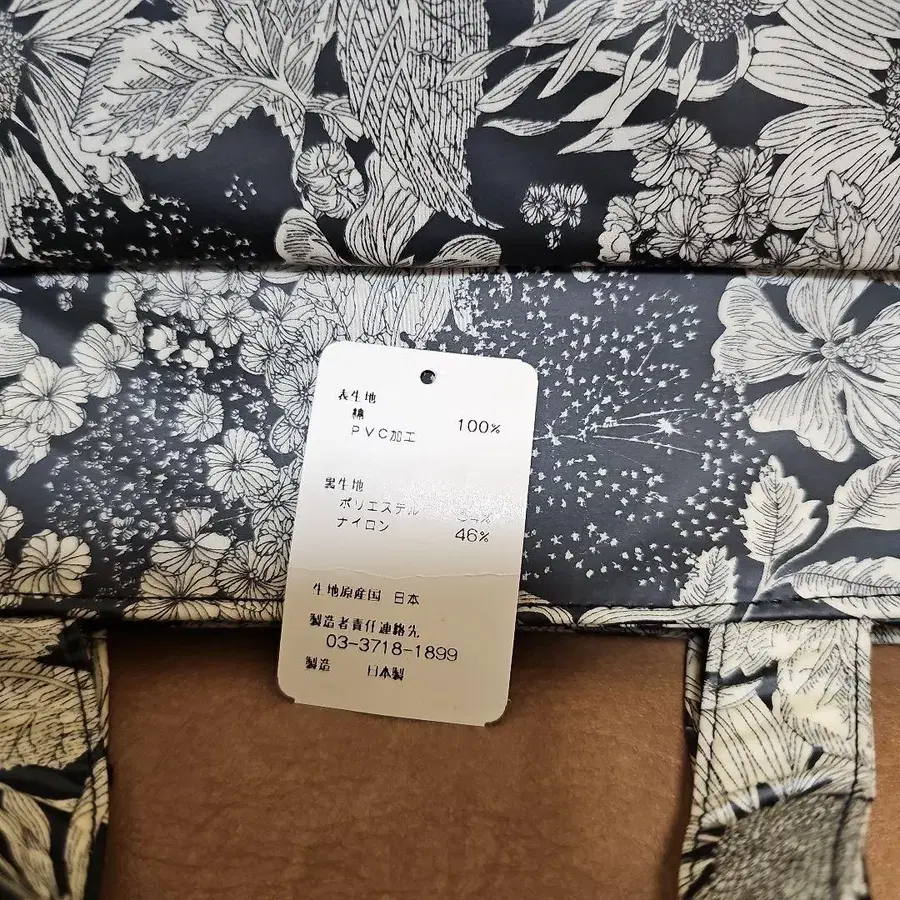 表生地
綿 100%
PVC加工
裏生地
ポリエステル
ナイロン 46%
生地原産国 日本
製造者責任連絡先
03-3718-1899
製造 日本製